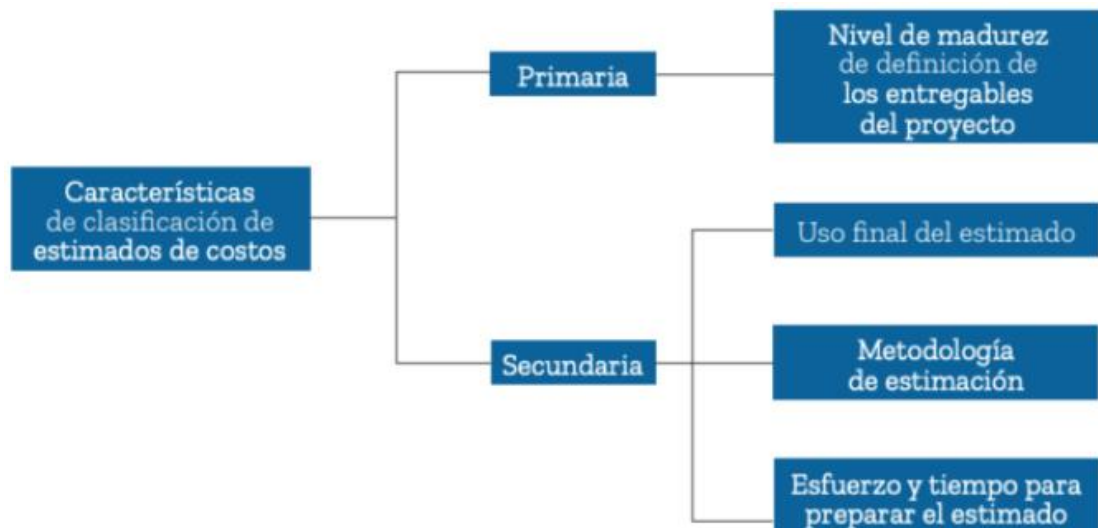 Nivel de madurez
de definición de
los entregables
del proyecto
Primaria
Características
de clasificación de
estimados de costos
Uso final del estimado
Secundaria
Metodología
de estimación
Esfuerzo y tiempo para
preparar el estimado